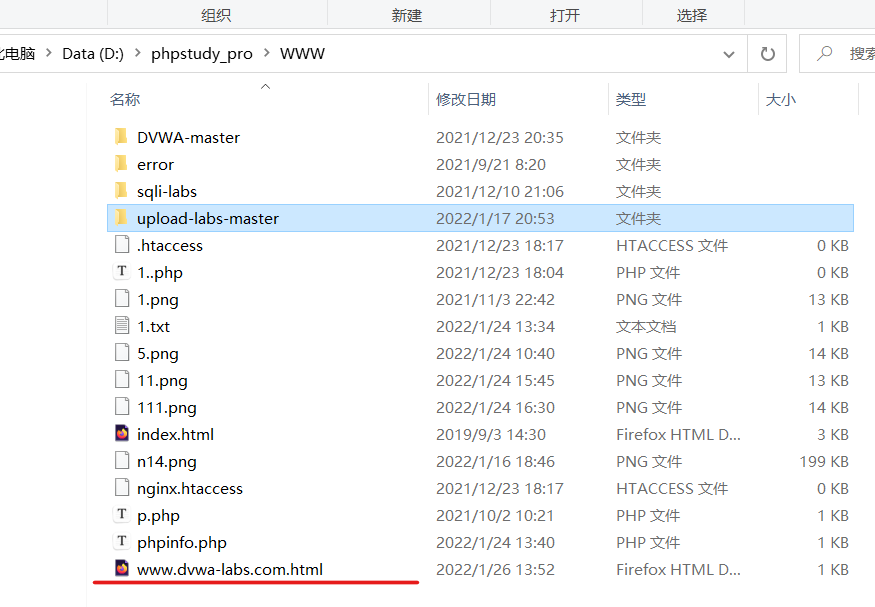 组织 新建 打开 选择
此电脑 > Data (D:) > phpstudy_pro > WWW 搜索
名称 修改日期 类型 大小
DVWA-master 2021/12/23 20:35 文件夹
error 2021/9/21 8:20 文件夹
sqli-labs 2021/12/10 21:06 文件夹
upload-labs-master 2022/1/17 20:53 文件夹
.htaccess 2021/12/23 18:17 HTACCESS 文件 0 KB
1..php 2021/12/23 18:04 PHP 文件 0 KB
1.png 2021/11/3 22:42 PNG 文件 13 KB
1.txt 2022/1/24 13:34 文本文档 1 KB
5.png 2022/1/24 10:40 PNG 文件 14 KB
11.png 2022/1/24 15:45 PNG 文件 13 KB
111.png 2022/1/24 16:30 PNG 文件 14 KB
index.html 2019/9/3 14:30 Firefox HTML D... 3 KB
n14.png 2022/1/16 18:46 PNG 文件 199 KB
nginx.htaccess 2021/12/23 18:17 HTACCESS 文件 0 KB
p.php 2021/10/2 10:21 PHP 文件 1 KB
phpinfo.php 2022/1/24 13:40 PHP 文件 1 KB
www.dvwa-labs.com.html 2022/1/26 13:52 Firefox HTML D... 1 KB